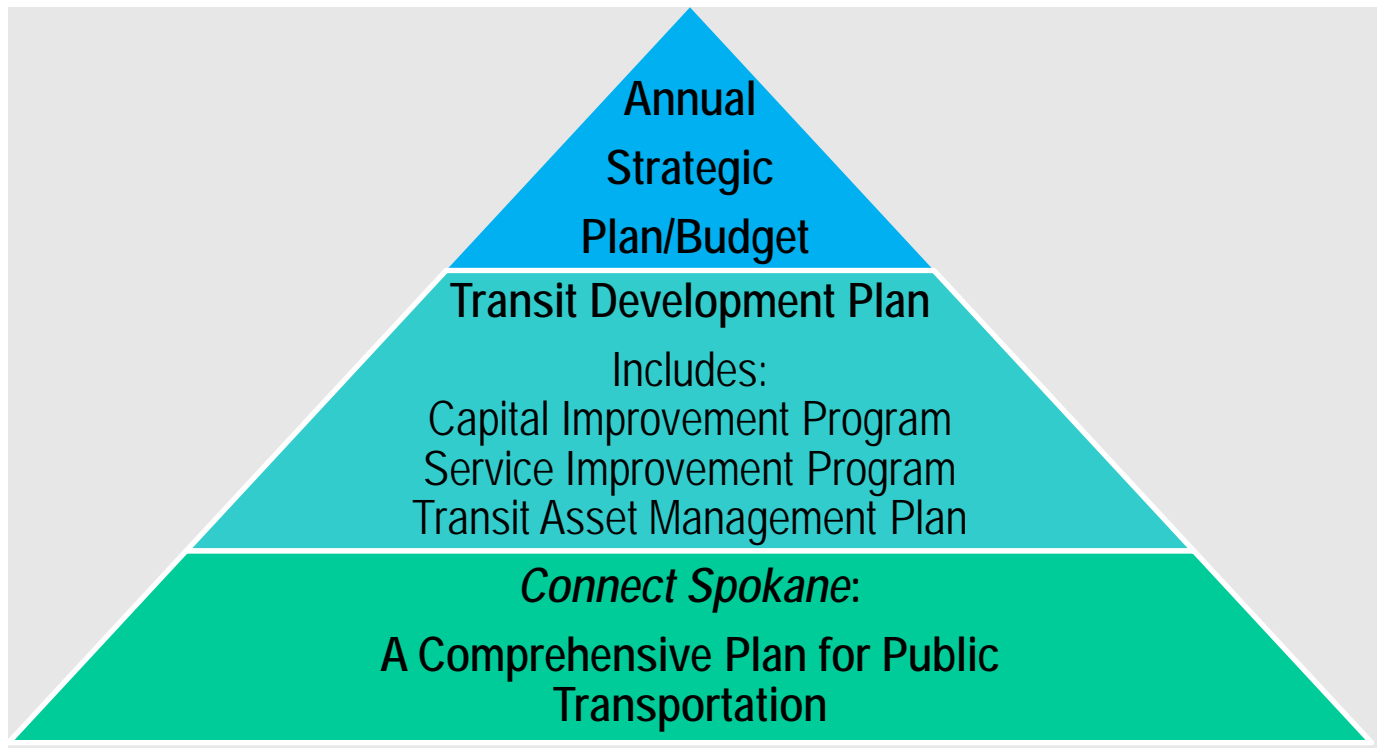 Annual
Strategic
Plan/Budget
Transit Development Plan
Includes:
Capital Improvement Program
Service Improvement Program
Transit Asset Management Plan
Connect Spokane:
A Comprehensive Plan for Public
Transportation